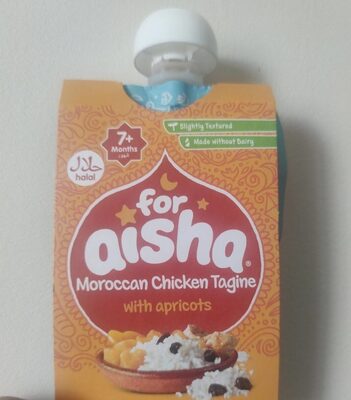 7+
Months
Slightly Textured
Made without Dairy
حلال
halal
for
aisha®
Moroccan Chicken Tagine
with apricots